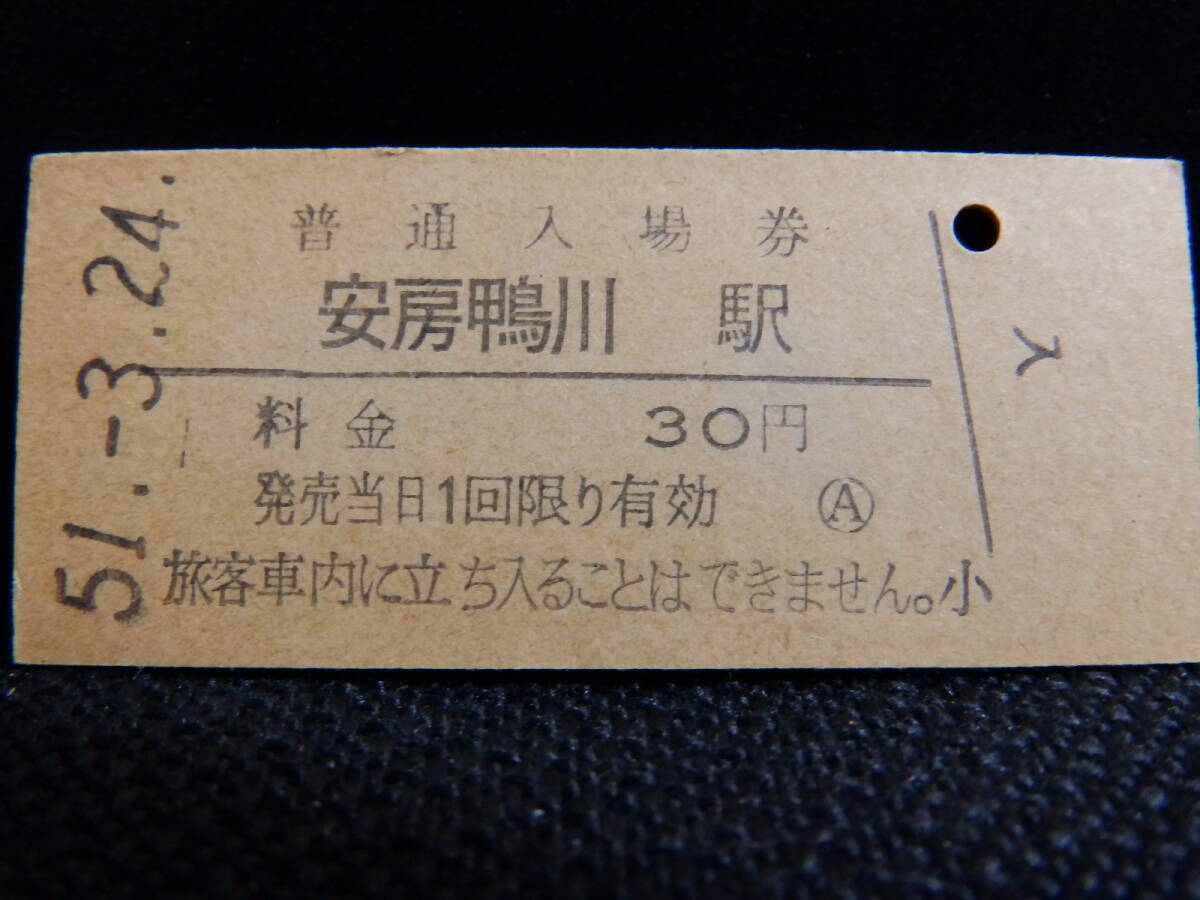 普通入場券
安房鴨川 駅
料金 30円
発売当日1回限り有効 Ⓐ
旅客車内に立ち入ることはできません。小
51.-3.24.
入